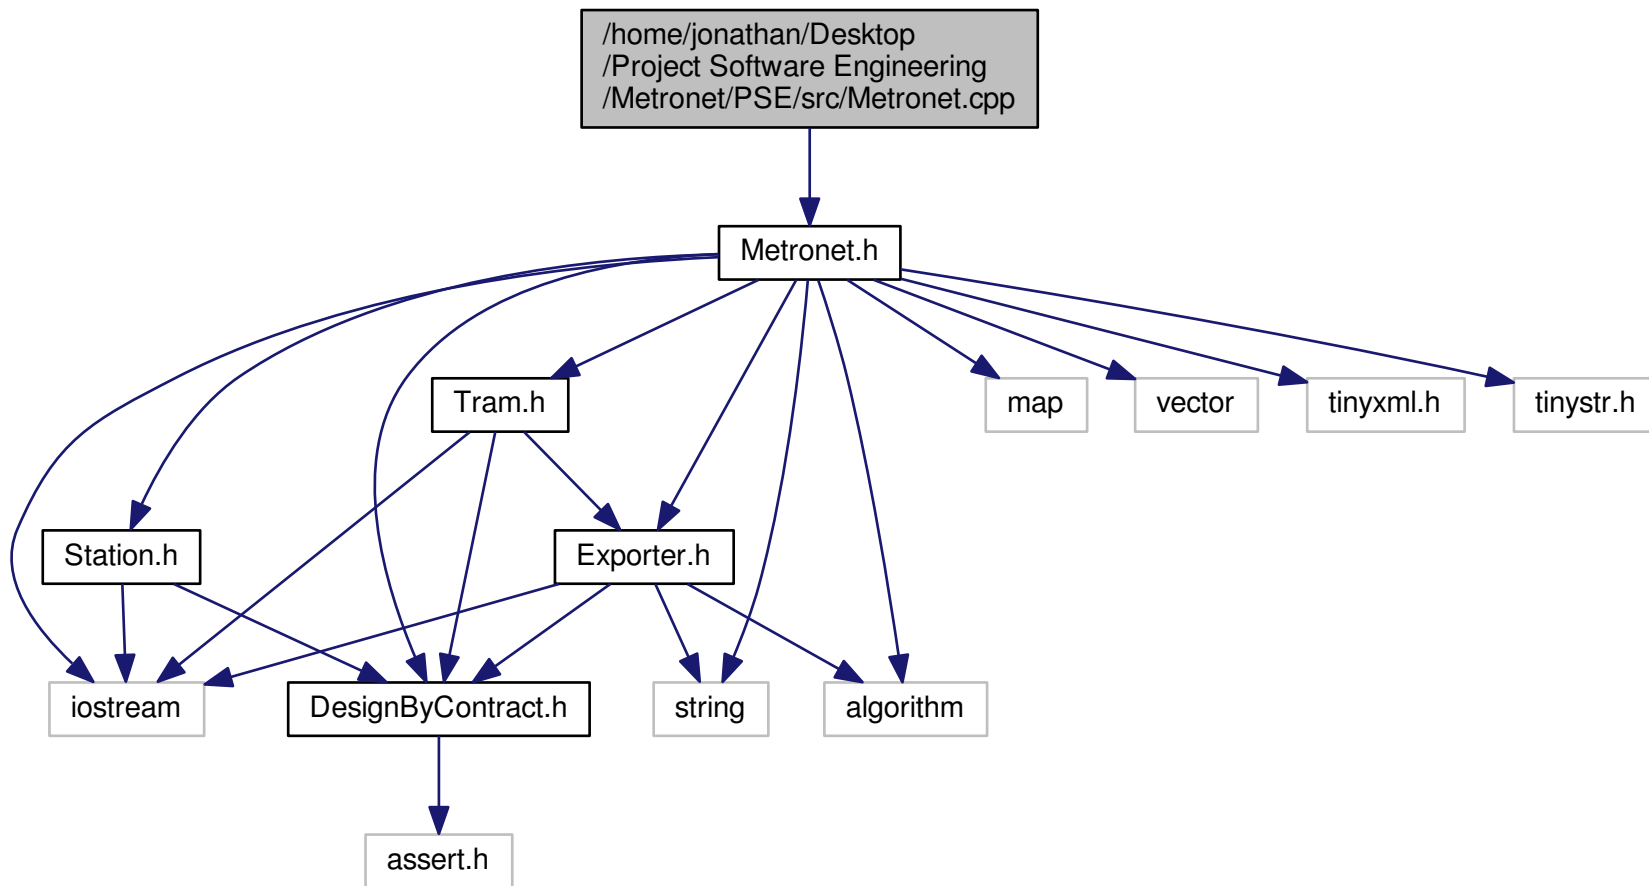 /home/jonathan/Desktop
/Project Software Engineering
/Metronet/PSE/src/Metronet.cpp
Metronet.h
Tram.h
map
vector
tinyxml.h
tinystr.h
Station.h
Exporter.h
iostream
DesignByContract.h
string
algorithm
assert.h